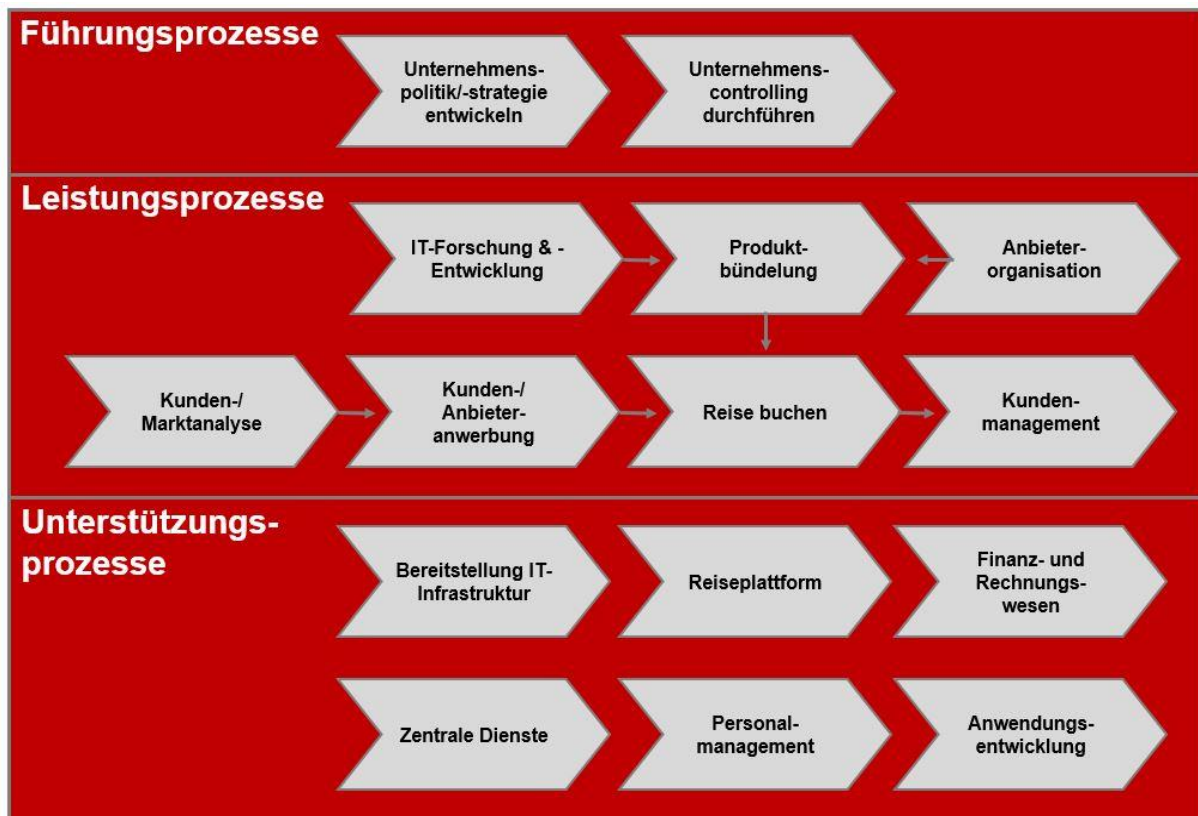 Führungsprozesse
Unternehmens-
politik/-strategie
entwickeln
Unternehmens-
controlling
durchführen
Leistungsprozesse
IT-Forschung & -
Entwicklung
Produkt-
bündelung
Anbieter-
organisation
Kunden-/
Marktanalyse
Kunden-/
Anbieter-
anwerbung
Reise buchen
Kunden-
management
Unterstützungs-
prozesse
Bereitstellung IT-
Infrastruktur
Reiseplattform
Finanz- und
Rechnungs-
wesen
Zentrale Dienste
Personal-
management
Anwendungs-
entwicklung